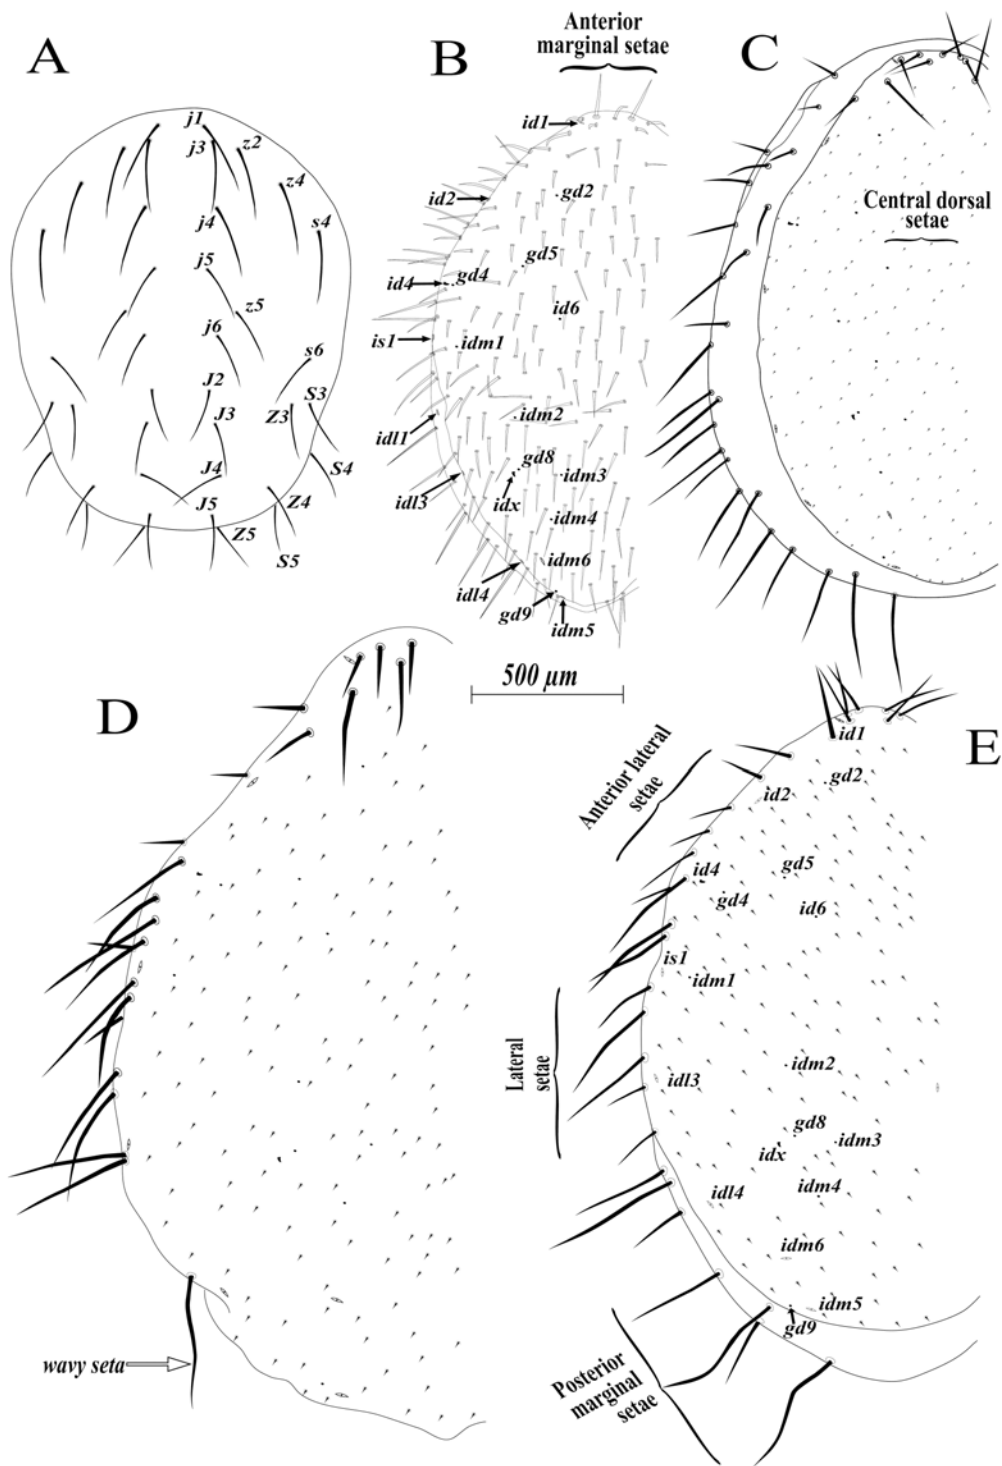 A
j1
j3
z2
z4
j4
s4
j5
z5
j6
s6
J2
S3
J3
Z3
J4
S4
J5
Z4
Z5
S5
B
Anterior
marginal setae
id1
id2
gd2
gd5
id4
gd4
id6
is1
idm1
idl1
idm2
gd8
idm3
idl3
idx
idm4
idm6
idl4
gd9
idm5
500 µm
C
Central dorsal
setae
D
wavy seta
E
Anterior lateral
setae
id1
gd2
id2
id4
gd5
gd4
id6
is1
idm1
Lateral
setae
idl3
idm2
gd8
idm3
idx
idl4
idm4
idm6
idm5
gd9
Posterior
marginal
setae